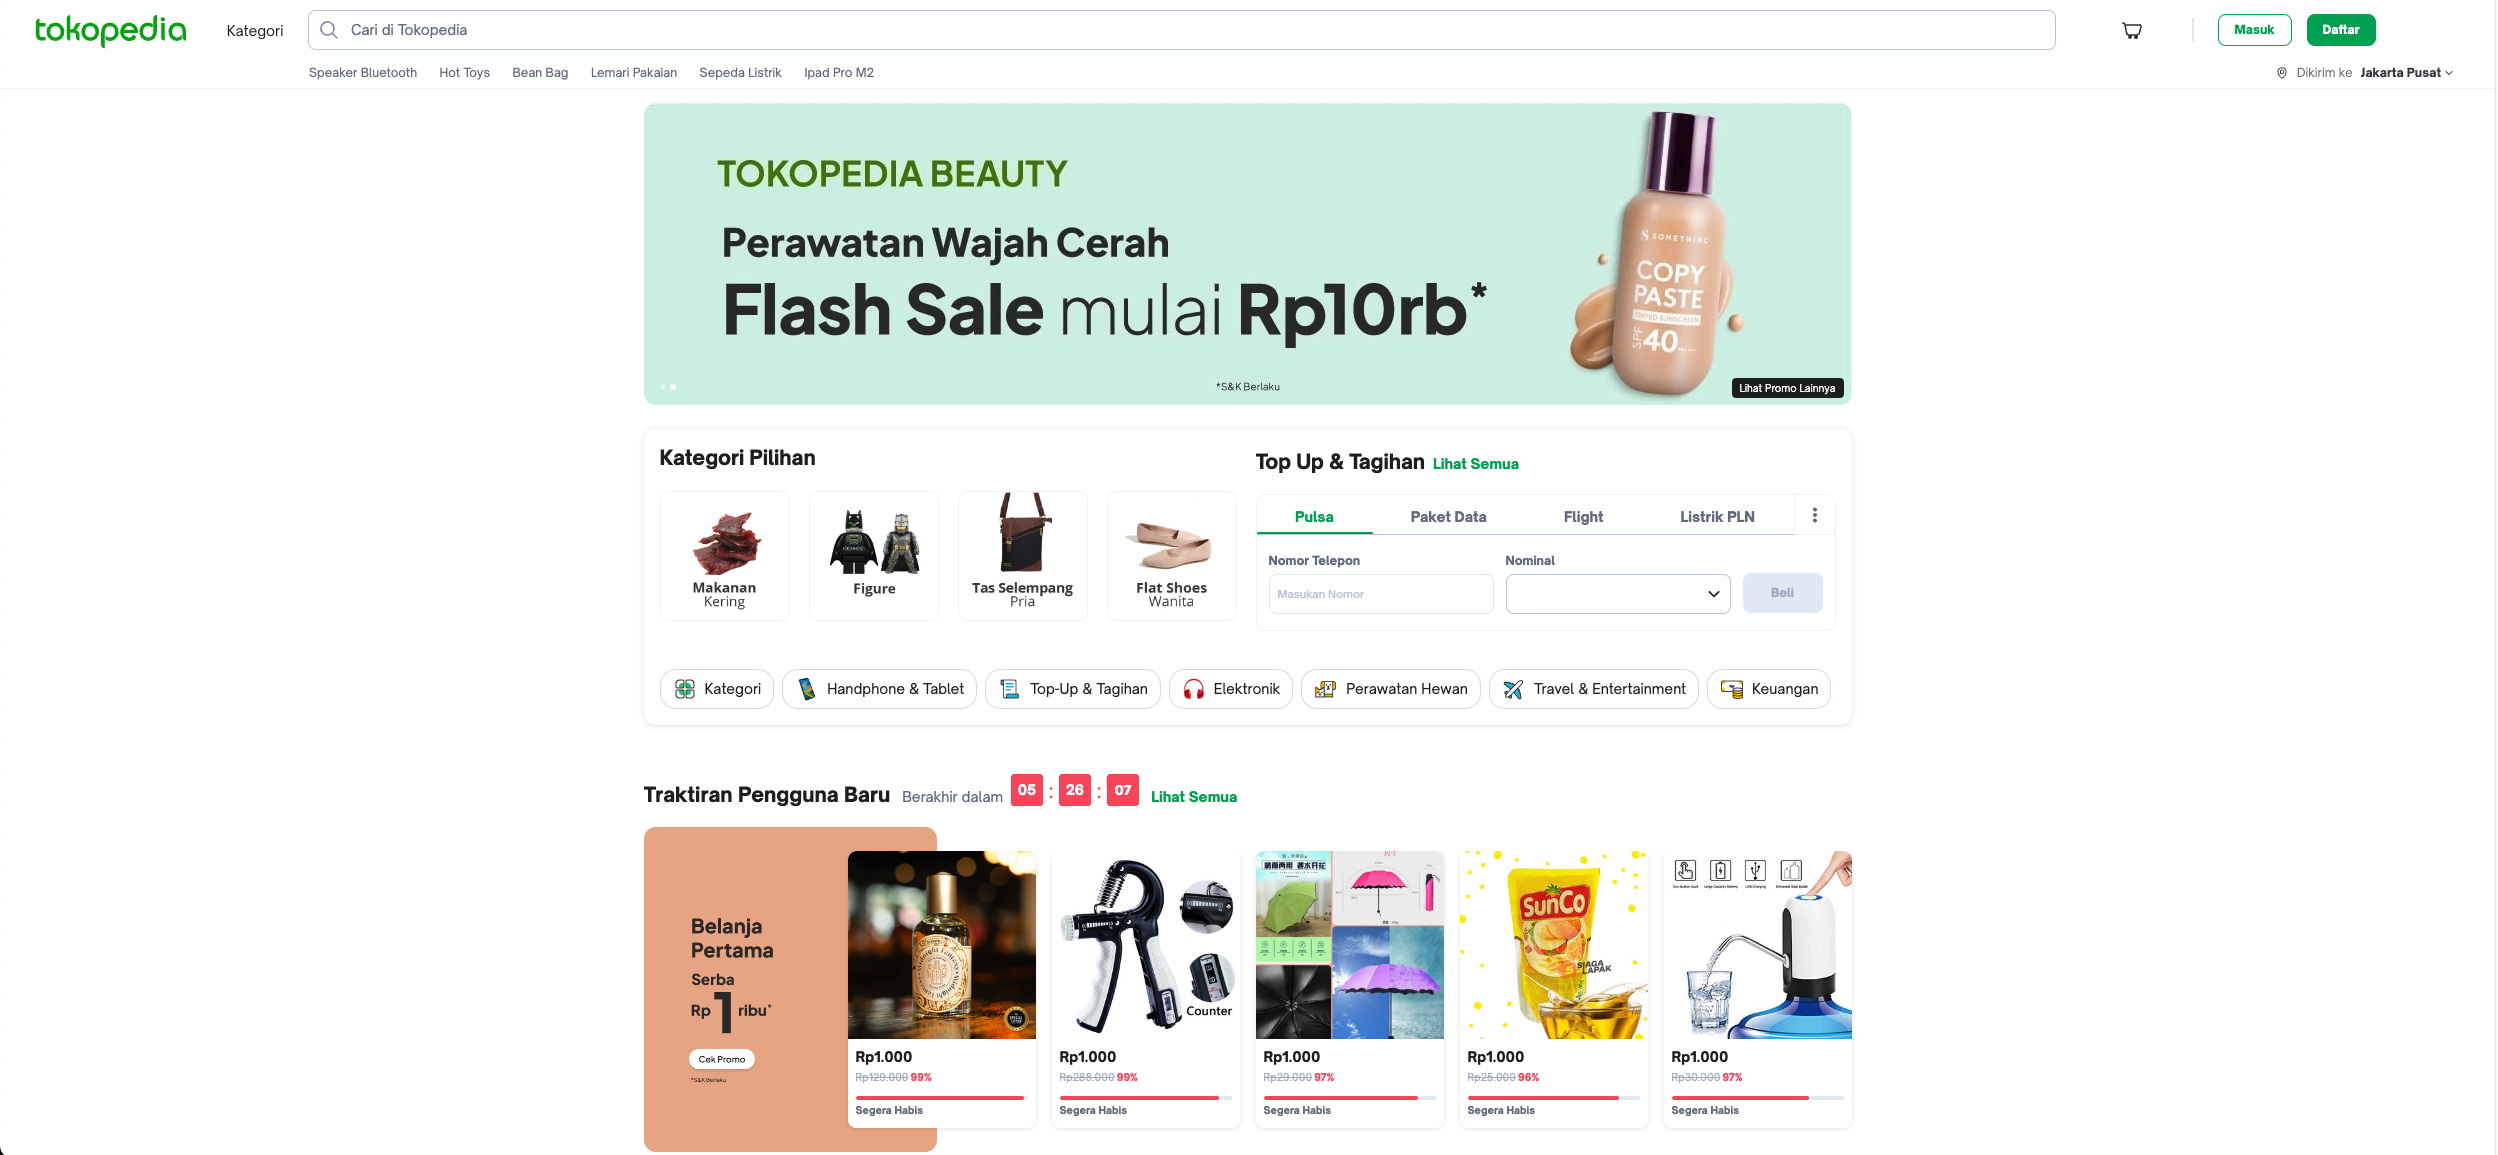 tokopedia
Kategori
Cari di Tokopedia
Masuk
Daftar
Speaker Bluetooth
Hot Toys
Bean Bag
Lemari Pakaian
Sepeda Listrik
Ipad Pro M2
Dikirim ke Jakarta Pusat
TOKOPEDIA BEAUTY
Perawatan Wajah Cerah
Flash Sale mulai Rp10rb*
*S&K Berlaku
SOMETHINC
COPY
PASTE
TINTED SUNSCREEN
SPF 40
Lihat Promo Lainnya
Kategori Pilihan
Makanan
Kering
Figure
Tas Selempang
Pria
Flat Shoes
Wanita
Top Up & Tagihan Lihat Semua
Pulsa
Paket Data
Flight
Listrik PLN
Nomor Telepon
Masukan Nomor
Nominal
Beli
Kategori
Handphone & Tablet
Top-Up & Tagihan
Elektronik
Perawatan Hewan
Travel & Entertainment
Keuangan
Traktiran Pengguna Baru Berakhir dalam 05 : 26 : 07 Lihat Semua
Belanja
Pertama
Serba
Rp 1 ribu*
Cek Promo
*S&K Berlaku
Rp1.000
Rp129.000 99%
Segera Habis
Counter
Rp1.000
Rp288.000 99%
Segera Habis
Rp1.000
Rp29.000 97%
Segera Habis
SunCo
SIAGA
LAPAK
Rp1.000
Rp25.000 96%
Segera Habis
Rp1.000
Rp30.000 97%
Segera Habis